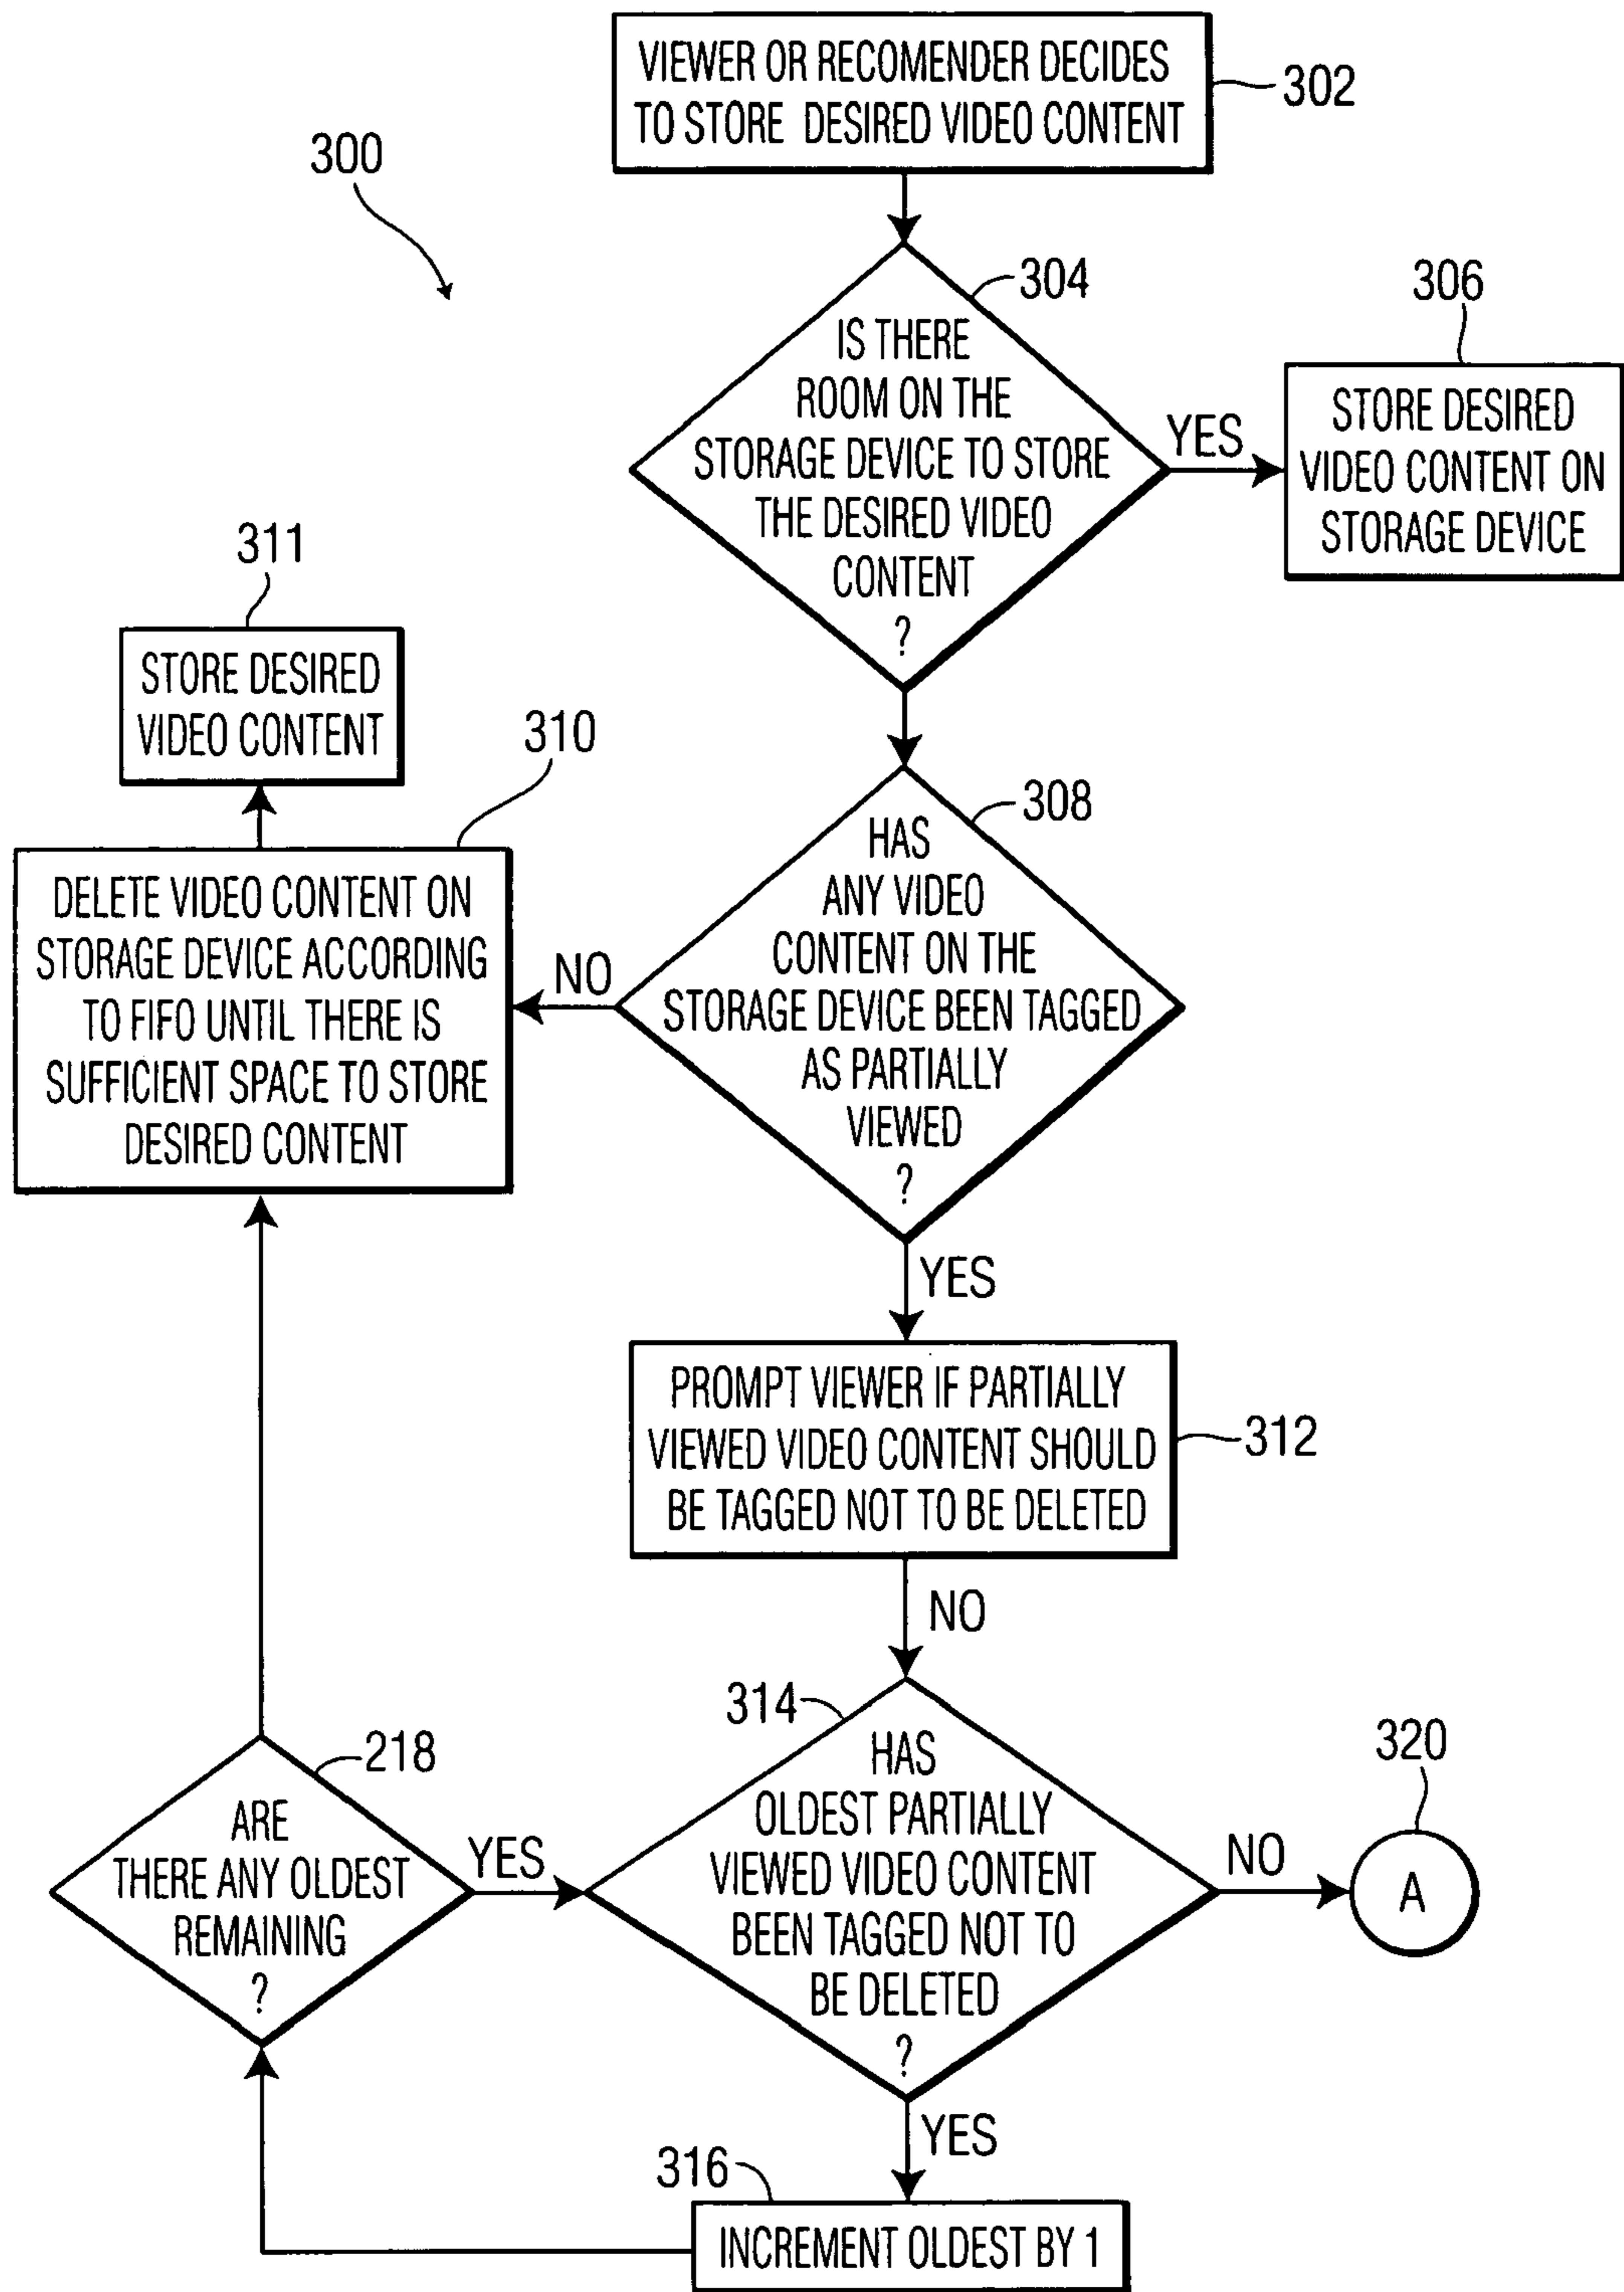 VIEWER OR RECOMENDER DECIDES
TO STORE DESIRED VIDEO CONTENT
302
300
304
IS THERE
ROOM ON THE
STORAGE DEVICE TO STORE
THE DESIRED VIDEO
CONTENT
?
YES
306
STORE DESIRED
VIDEO CONTENT ON
STORAGE DEVICE
311
STORE DESIRED
VIDEO CONTENT
310
DELETE VIDEO CONTENT ON
STORAGE DEVICE ACCORDING
TO FIFO UNTIL THERE IS
SUFFICIENT SPACE TO STORE
DESIRED CONTENT
NO
308
HAS
ANY VIDEO
CONTENT ON THE
STORAGE DEVICE BEEN TAGGED
AS PARTIALLY
VIEWED
?
YES
PROMPT VIEWER IF PARTIALLY
VIEWED VIDEO CONTENT SHOULD
BE TAGGED NOT TO BE DELETED
312
NO
314
HAS
OLDEST PARTIALLY
VIEWED VIDEO CONTENT
BEEN TAGGED NOT TO
BE DELETED
?
NO
320
A
218
ARE
THERE ANY OLDEST
REMAINING
?
YES
YES
316
INCREMENT OLDEST BY 1